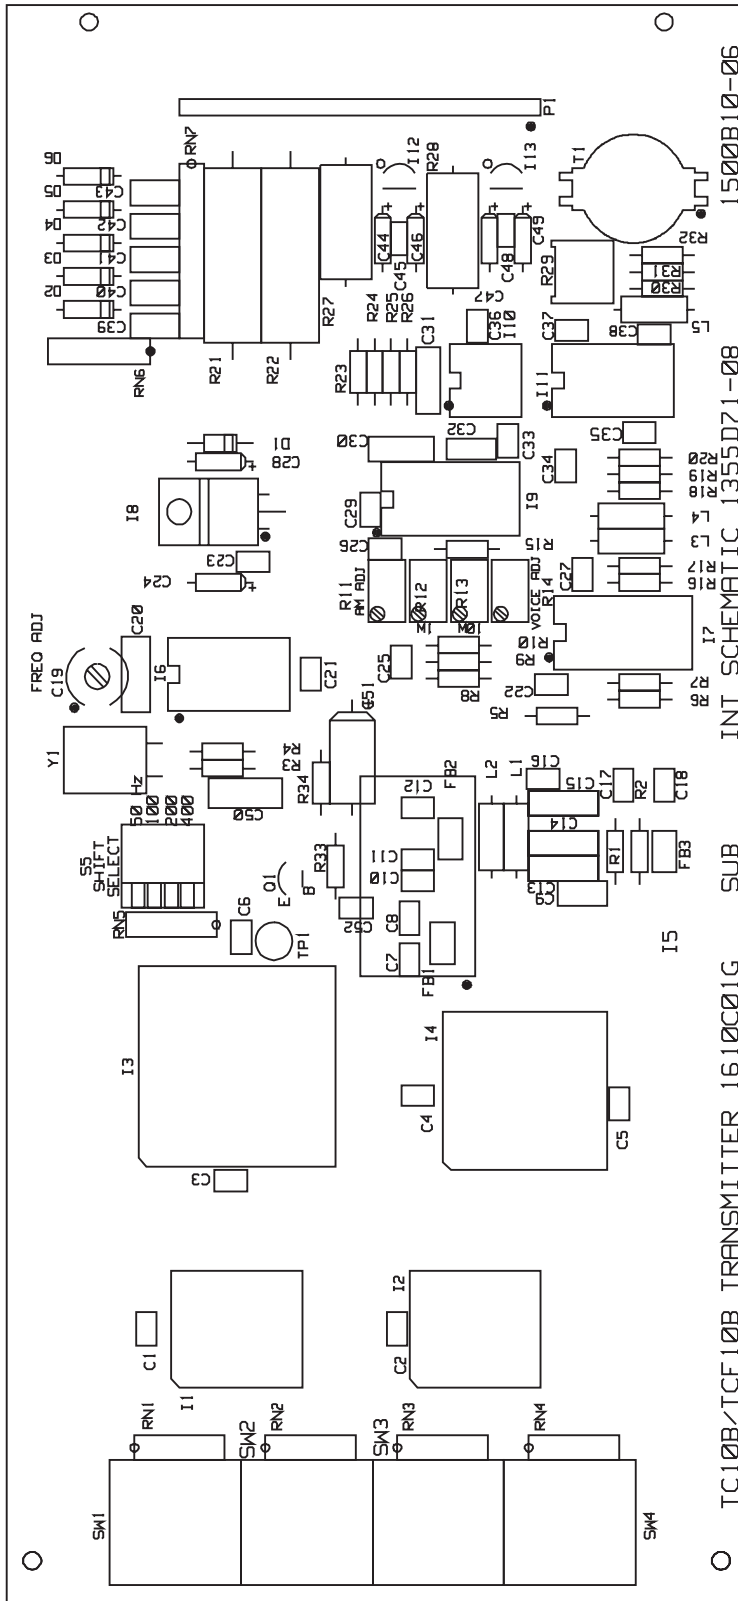 P1
1500B10-06
RN7
I12
R28
I13
T1
D6
D5
C43
D4
C42
D3
C41
D2
C40
C39
C44
C45
C46
C47
C48
C49
R29
R32
R31
R30
L5
R27
R24
R25
R26
C31
C36
I10
C37
C38
RN6
R21
R22
R23
I11
INT SCHEMATIC 1355D71-08
D1
C28
C30
C32
C33
C34
C35
R20
R19
R18
I8
C29
I9
L4
L3
C23
C24
C26
R15
R17
R16
C27
R11
AM ADJ
R12
1W
R13
10W
VOICE ADJ
R14
R10
R9
I7
FREQ ADJ
C19
C20
I6
C21
C25
R8
C22
R7
R6
R5
Y1
R4
R3
C50
R34
C51
C12
FB2
L2
L1
C16
C15
C17
R2
C18
S5
SHIFT
SELECT
50 Hz
100
200
400
C14
C11
C10
R33
Q1
E
B
C13
C9
R1
FB3
RN5
C6
TP1
C52
C8
C7
FB1
I5
SUB
I3
I4
C4
C5
C3
TC10B/TCF10B TRANSMITTER 1610C01G
C1
I1
C2
I2
RN1
SW2
RN2
SW3
RN3
RN4
SW1
SW4